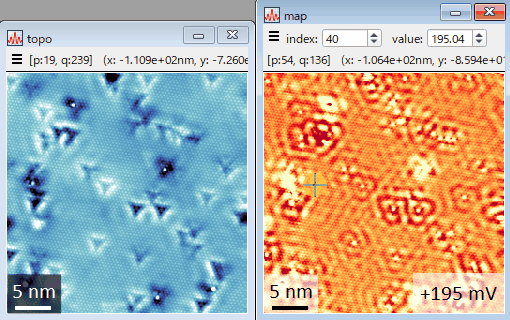 topo
[p:19, q:239] (x: -1.109e+02nm, y: -7.260e
5 nm
map
index: 40 value: 195.04
[p:54, q:136] (x: -1.064e+02nm, y: -8.594e+01
5 nm
+195 mV